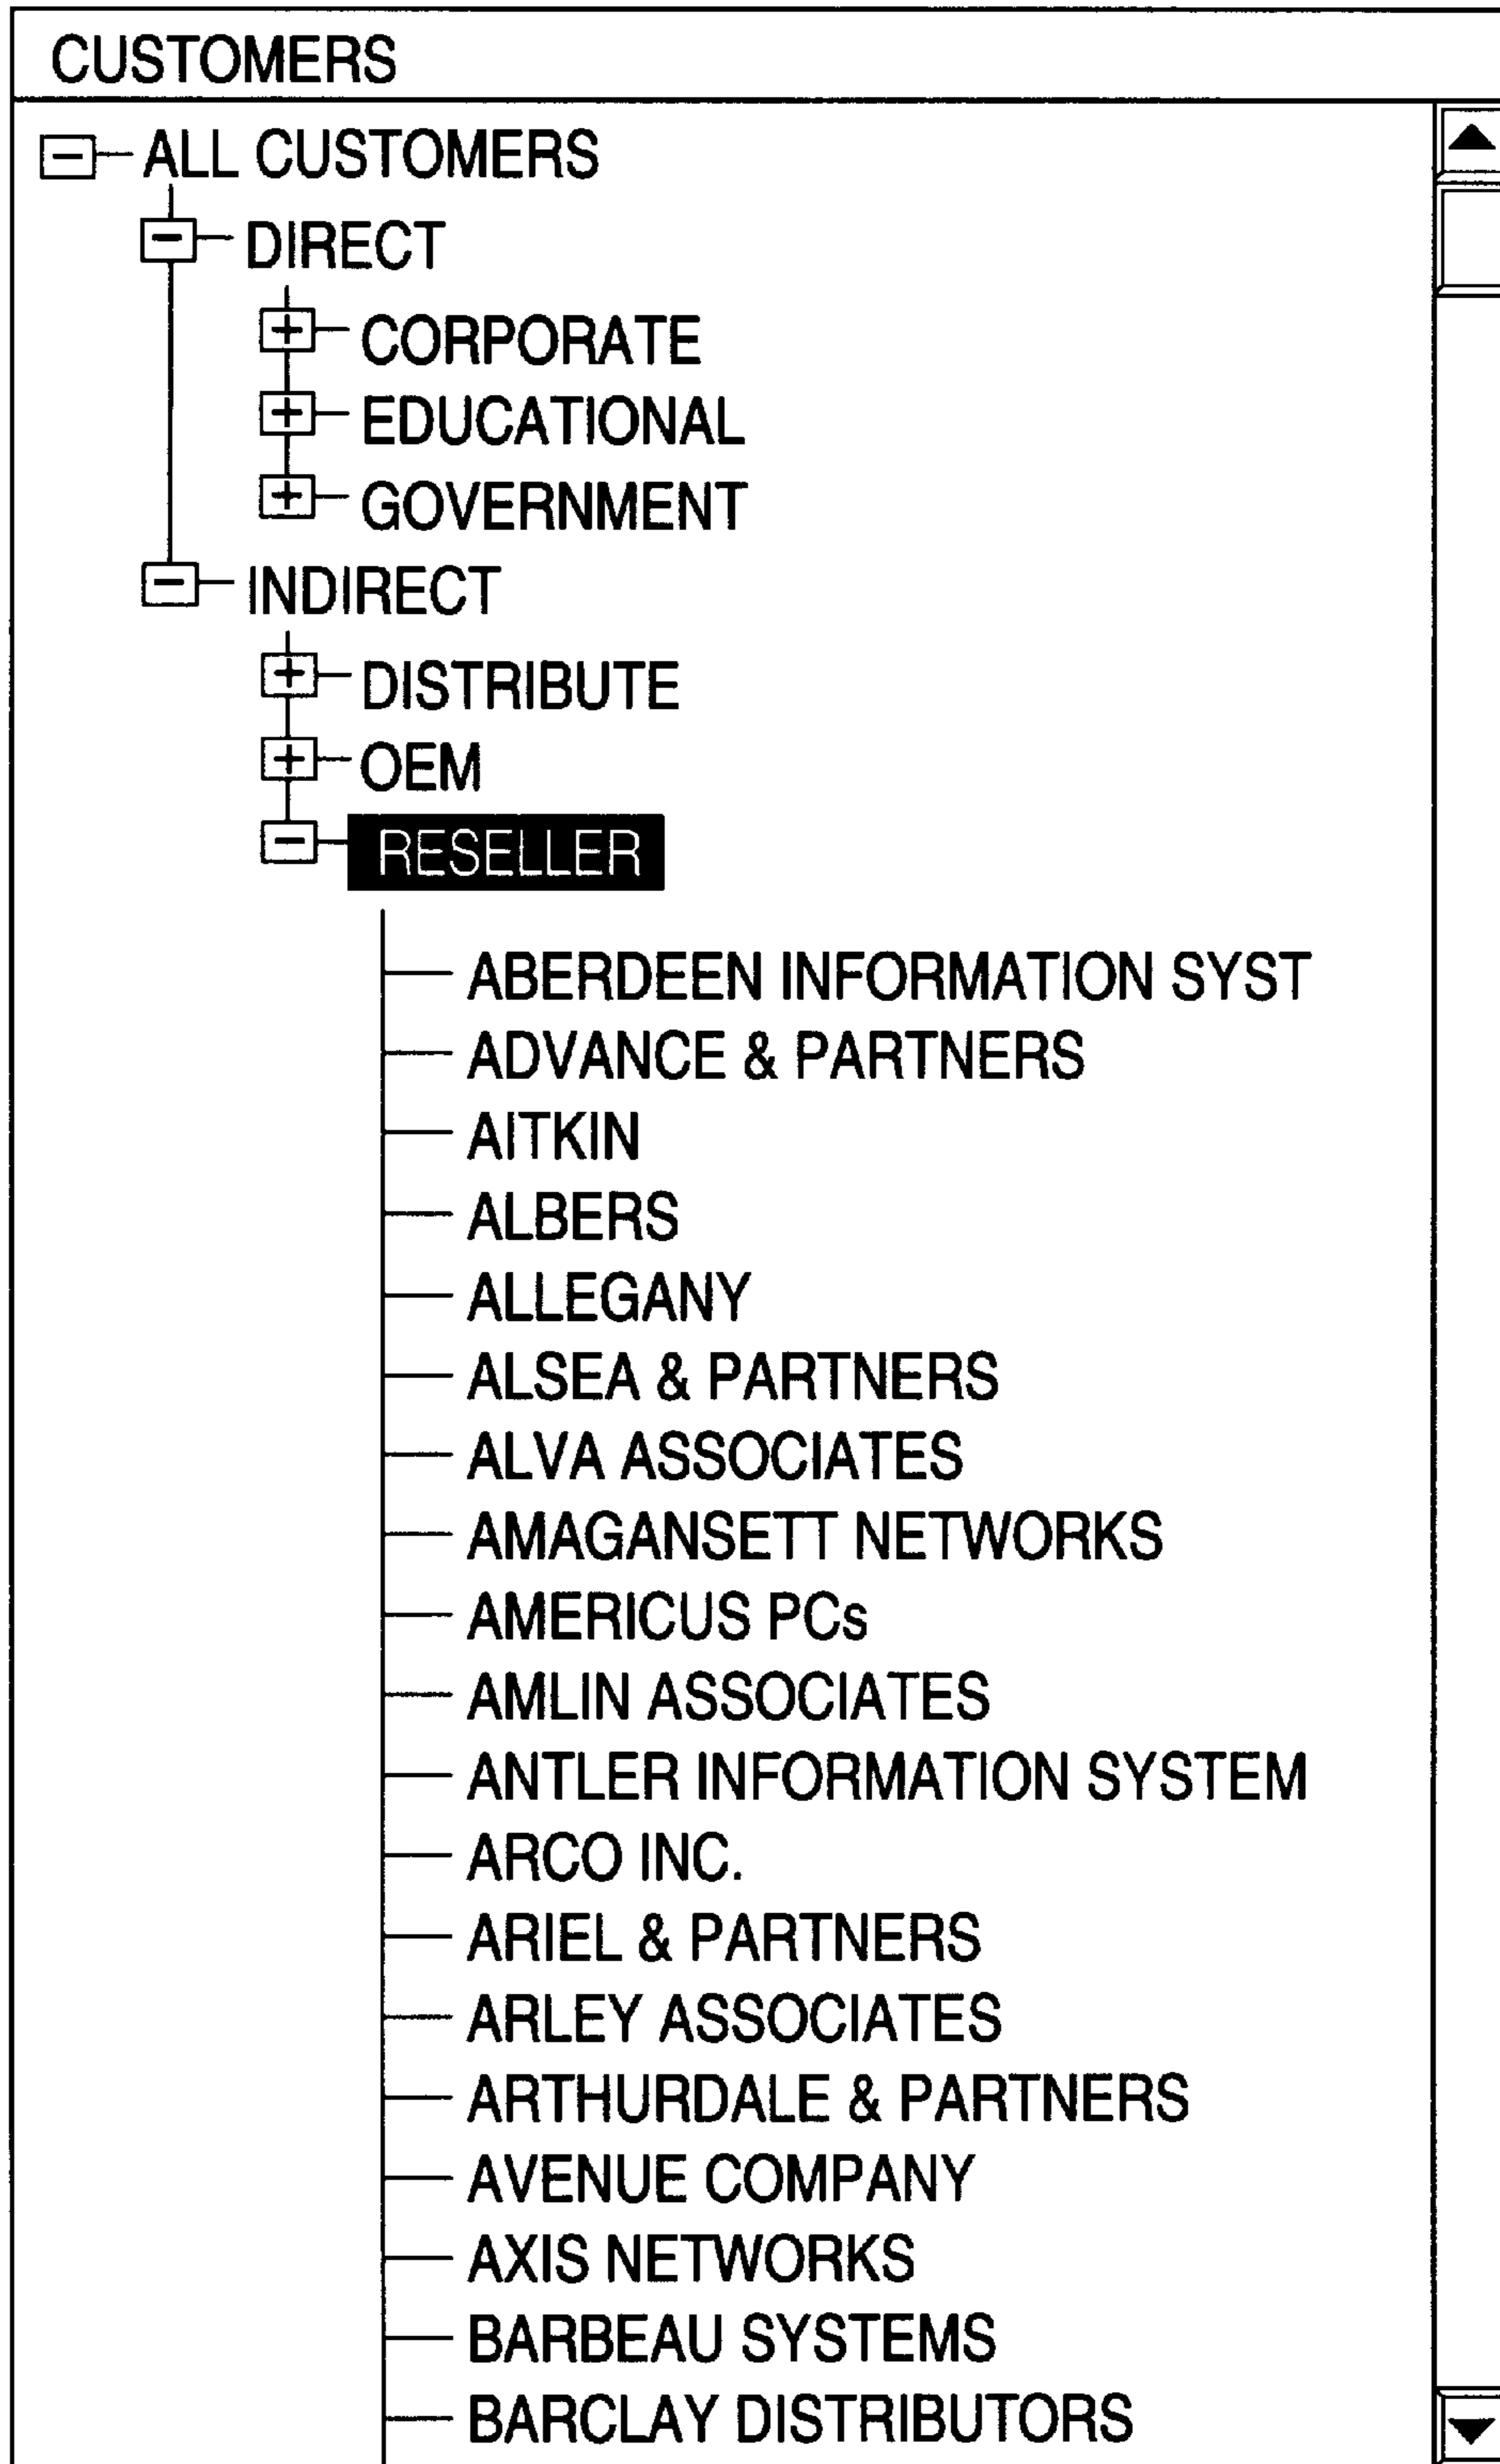 CUSTOMERS
ALL CUSTOMERS
DIRECT
CORPORATE
EDUCATIONAL
GOVERNMENT
INDIRECT
DISTRIBUTE
OEM
RESELLER
ABERDEEN INFORMATION SYST
ADVANCE & PARTNERS
AITKIN
ALBERS
ALLEGANY
ALSEA & PARTNERS
ALVA ASSOCIATES
AMAGANSETT NETWORKS
AMERICUS PCs
AMLIN ASSOCIATES
ANTLER INFORMATION SYSTEM
ARCO INC.
ARIEL & PARTNERS
ARLEY ASSOCIATES
ARTHURDALE & PARTNERS
AVENUE COMPANY
AXIS NETWORKS
BARBEAU SYSTEMS
BARCLAY DISTRIBUTORS